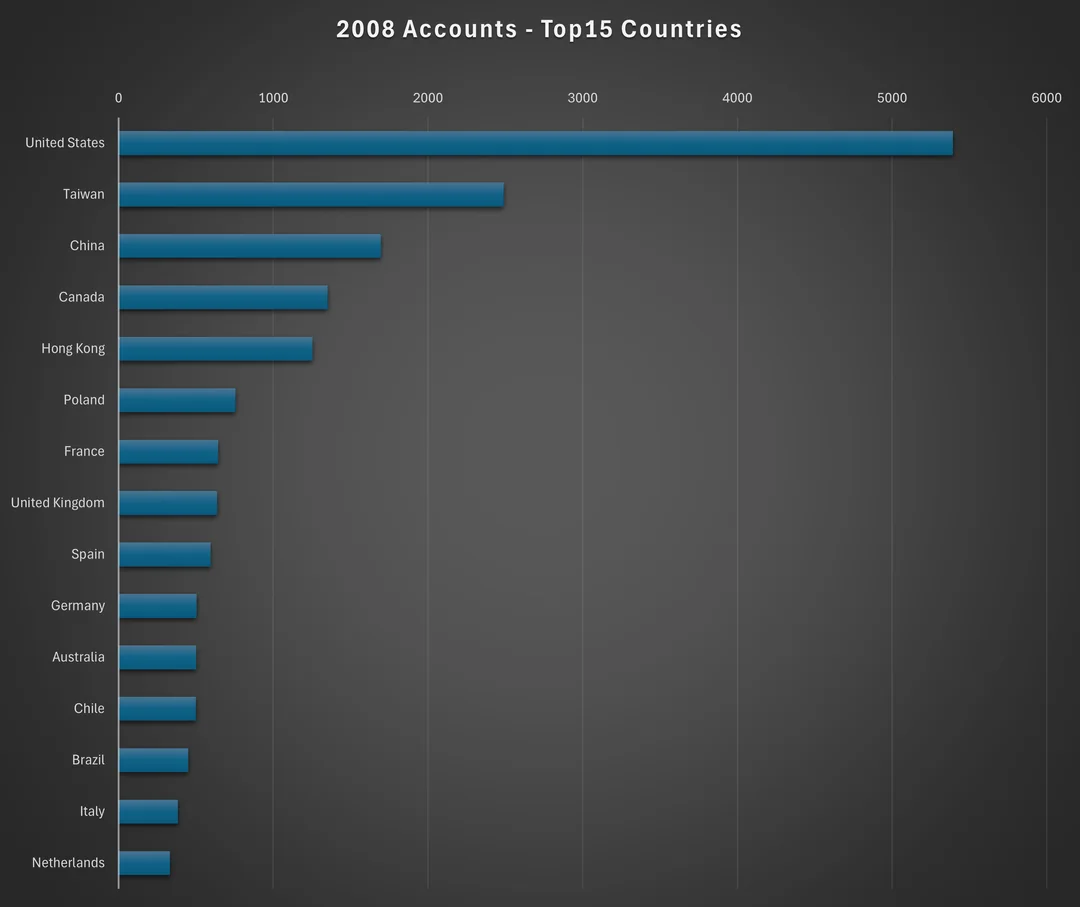 2008 Accounts - Top15 Countries
0 1000 2000 3000 4000 5000 6000
United States
Taiwan
China
Canada
Hong Kong
Poland
France
United Kingdom
Spain
Germany
Australia
Chile
Brazil
Italy
Netherlands